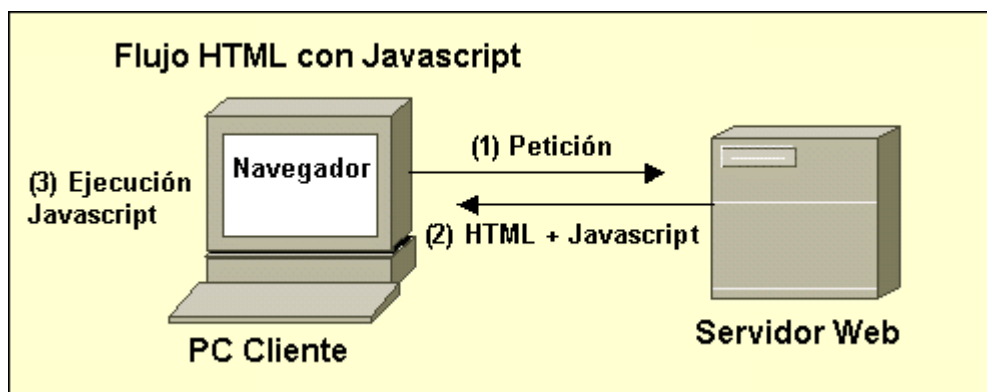 Flujo HTML con Javascript
(1) Petición
Navegador
(3) Ejecución
Javascript
(2) HTML + Javascript
Servidor Web
PC Cliente